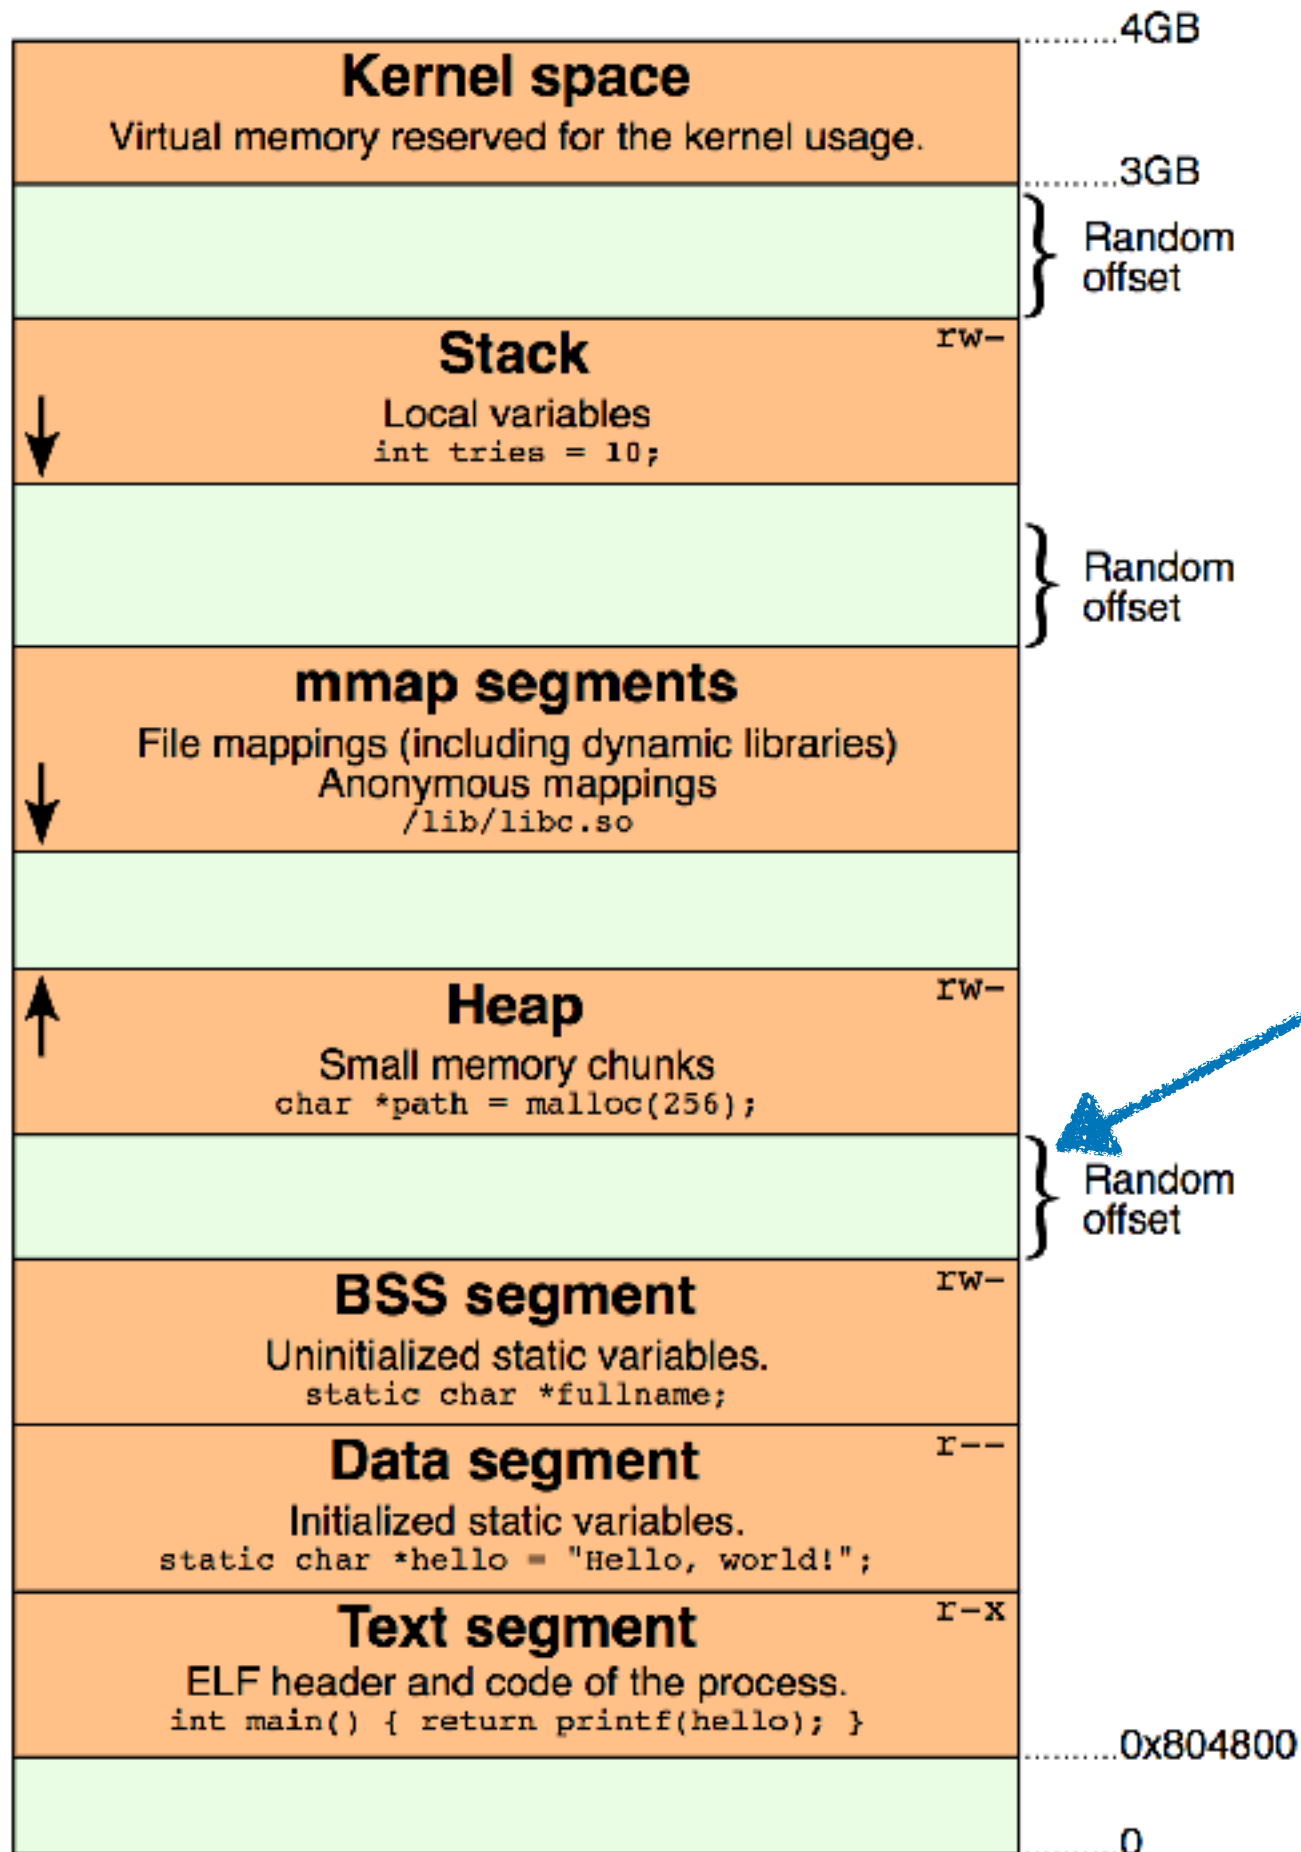 4GB
Kernel space
Virtual memory reserved for the kernel usage.
3GB
Random
offset
Stack
rw-
Local variables
int tries = 10;
Random
offset
mmap segments
File mappings (including dynamic libraries)
Anonymous mappings
/lib/libc.so
Heap
rw-
Small memory chunks
char *path = malloc(256);
Random
offset
BSS segment
rw-
Uninitialized static variables.
static char *fullname;
Data segment
r--
Initialized static variables.
static char *hello = "Hello, world!";
Text segment
r-x
ELF header and code of the process.
int main() { return printf(hello); }
0x804800
0